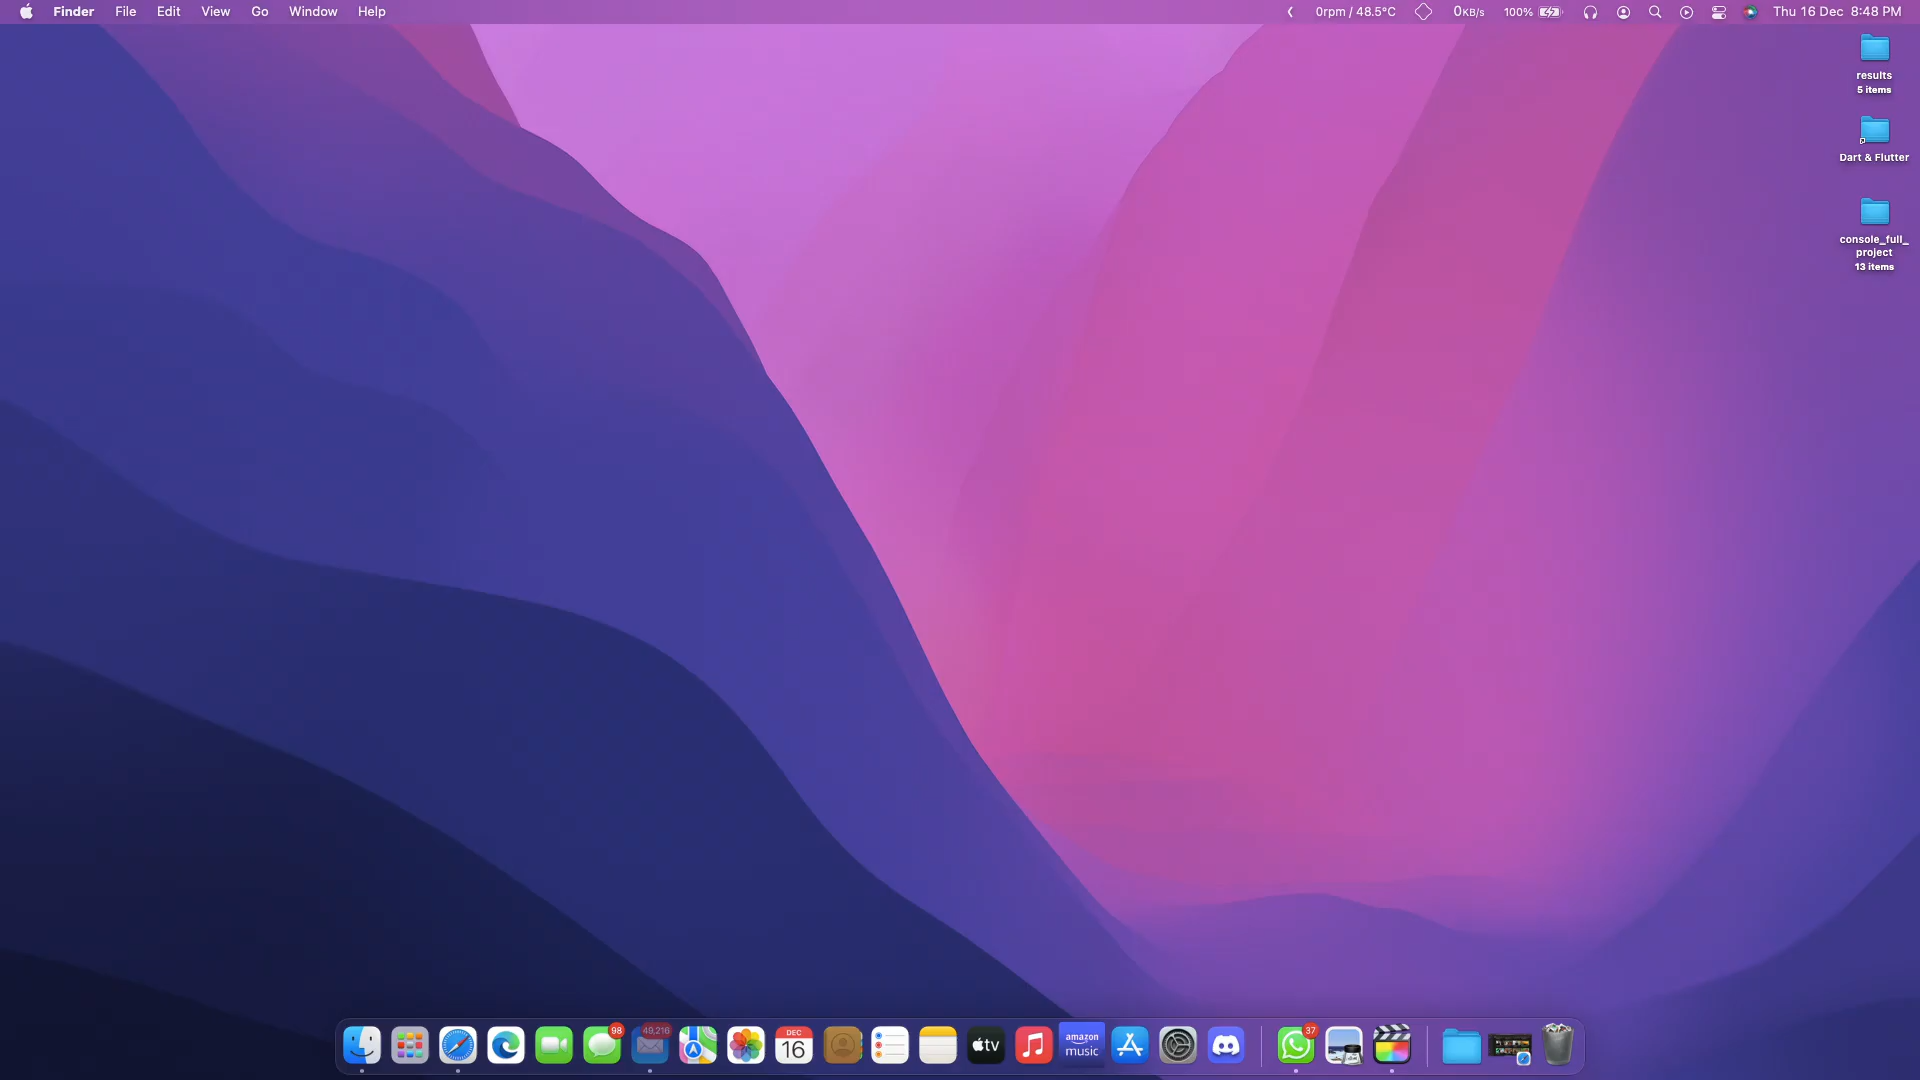 Finder File Edit View Go Window Help 0rpm / 48.5°C 0KB/s 100% Thu 16 Dec 8:48 PM
results
5 items
Dart & Flutter
console_full_
project
13 items
98
49,216
DEC
16
tv
amazon
music
37